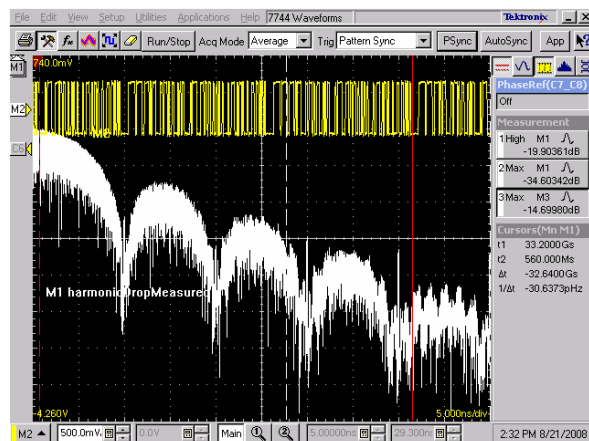 File Edit View Setup Utilities Applications Help 7744 Waveforms Tektronix
Run/Stop Acq Mode Average Trig Pattern Sync PSync AutoSync App
M1 740.0mV
M2
C6
M1 harmonicDropMeasured
-4.260V 5.000ns/div
PhaseRef(C7_C8)
Off
Measurement
1 High M1
-19.90361dB
2 Max M1
-34.60342dB
3 Max M3
-14.69980dB
Cursors(Mn M1)
t1 33.2000Gs
t2 560.000Ms
Δt -32.6400Gs
1/Δt -30.6373pHz
M2 500.0mV 0.0V Main 1 2 5.00000ns 29.300ns 2:32 PM 8/21/2008